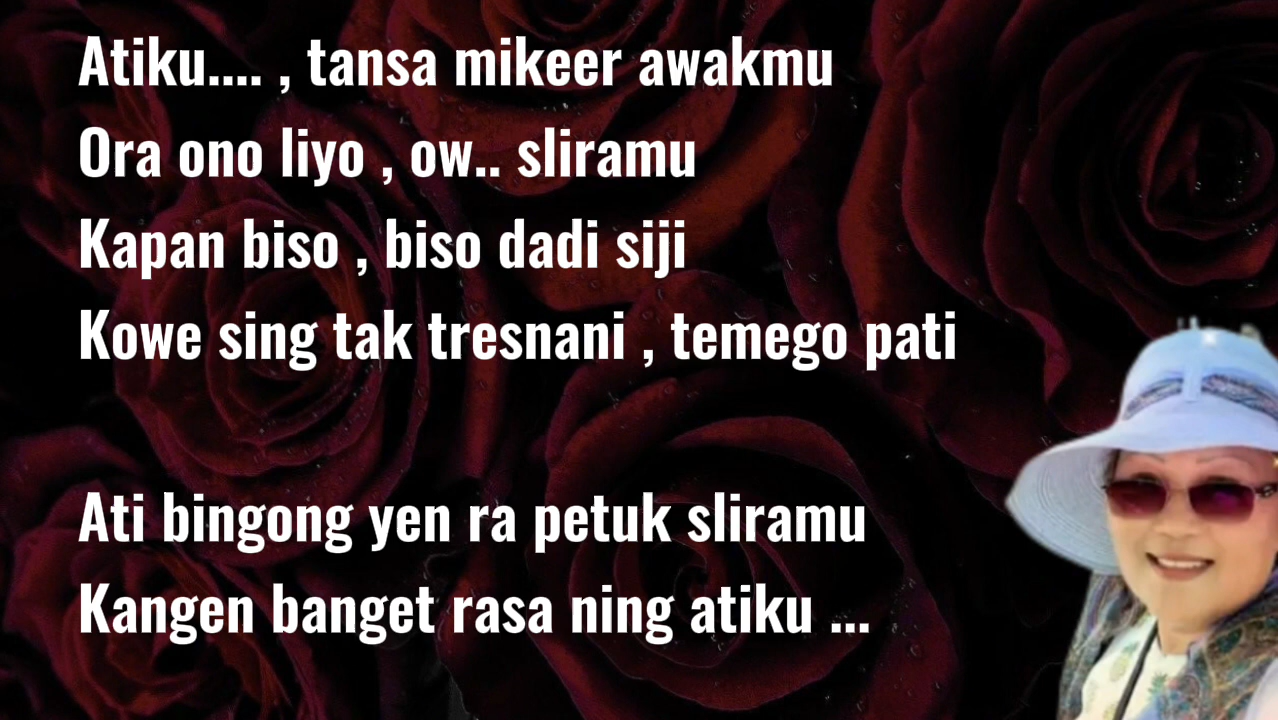 Atiku.... , tansa mikeer awakmu
Ora ono liyo , ow.. sliramu
Kapan biso , biso dadi siji
Kowe sing tak tresnani , temego pati
Ati bingong yen ra petuk sliramu
Kangen banget rasa ning atiku ...